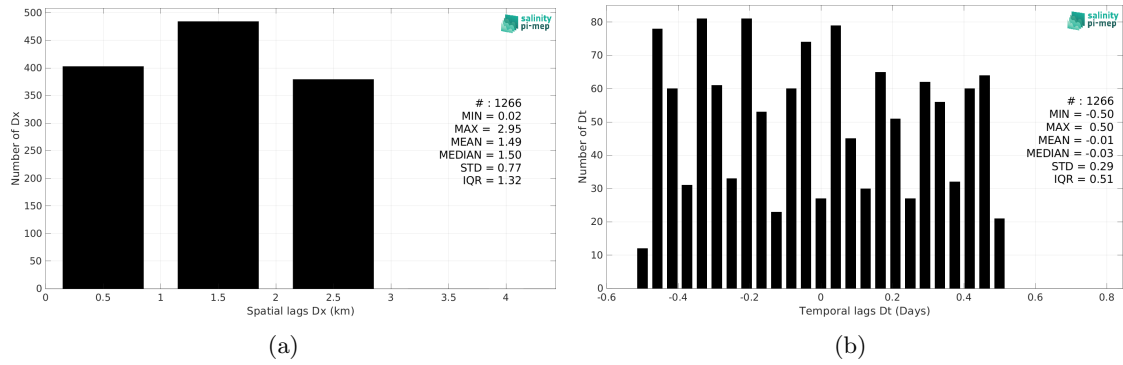 500
450
400
350
300
250
200
150
100
50
0
Number of Dx
0 0.5 1 1.5 2 2.5 3 3.5 4
Spatial lags Dx (km)
salinity
pi-mep
# : 1266
MIN = 0.02
MAX = 2.95
MEAN = 1.49
MEDIAN = 1.50
STD = 0.77
IQR = 1.32
(a)
80
70
60
50
40
30
20
10
0
Number of Dt
-0.6 -0.4 -0.2 0 0.2 0.4 0.6 0.8
Temporal lags Dt (Days)
salinity
pi-mep
# : 1266
MIN = -0.50
MAX = 0.50
MEAN = -0.01
MEDIAN = -0.03
STD = 0.29
IQR = 0.51
(b)